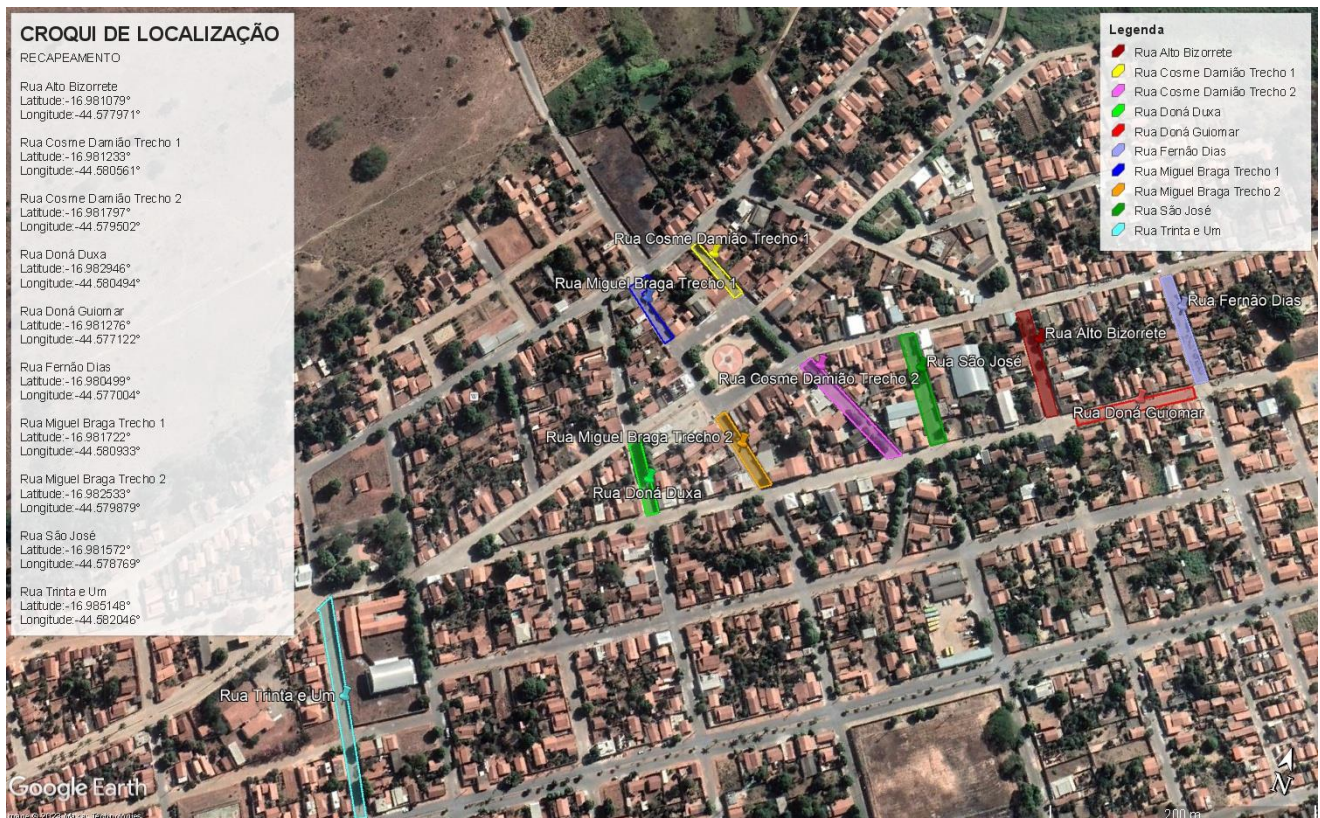 CROQUI DE LOCALIZAÇÃO
RECAPEAMENTO
Rua Alto Bizorrete
Latitude:-16.981079°
Longitude:-44.577971°
Rua Cosme Damião Trecho 1
Latitude:-16.981233°
Longitude:-44.580561°
Rua Cosme Damião Trecho 2
Latitude:-16.981797°
Longitude:-44.579502°
Rua Doná Duxa
Latitude:-16.982946°
Longitude:-44.580494°
Rua Doná Guiomar
Latitude:-16.981276°
Longitude:-44.577122°
Rua Fernão Dias
Latitude:-16.980499°
Longitude:-44.577004°
Rua Miguel Braga Trecho 1
Latitude:-16.981722°
Longitude:-44.580933°
Rua Miguel Braga Trecho 2
Latitude:-16.982533°
Longitude:-44.579879°
Rua São José
Latitude:-16.981572°
Longitude:-44.578769°
Rua Trinta e Um
Latitude:-16.985148°
Longitude:-44.582046°
Legenda
Rua Alto Bizorrete
Rua Cosme Damião Trecho 1
Rua Cosme Damião Trecho 2
Rua Doná Duxa
Rua Doná Guiomar
Rua Fernão Dias
Rua Miguel Braga Trecho 1
Rua Miguel Braga Trecho 2
Rua São José
Rua Trinta e Um
Rua Cosme Damião Trecho 1
Rua Miguel Braga Trecho 1
Rua Fernão Dias
Rua Alto Bizorrete
Rua São José
Rua Cosme Damião Trecho 2
Rua Doná Guiomar
Rua Miguel Braga Trecho 2
Rua Doná Duxa
Rua Trinta e Um
Google Earth
N
200 m